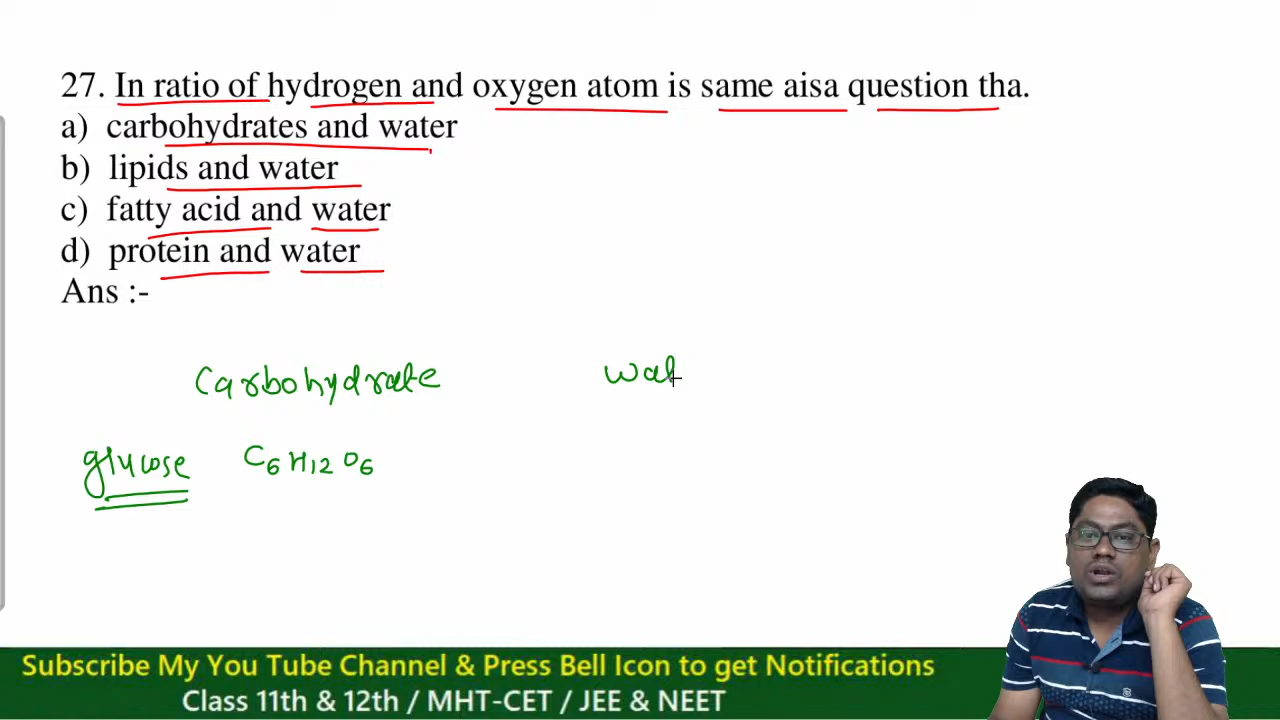 27. In ratio of hydrogen and oxygen atom is same aisa question tha.
a) carbohydrates and water
b) lipids and water
c) fatty acid and water
d) protein and water
Ans :-
Carbohydrate wat
glucose C6H12O6
Subscribe My You Tube Channel & Press Bell Icon to get Notifications
Class 11th & 12th / MHT-CET / JEE & NEET